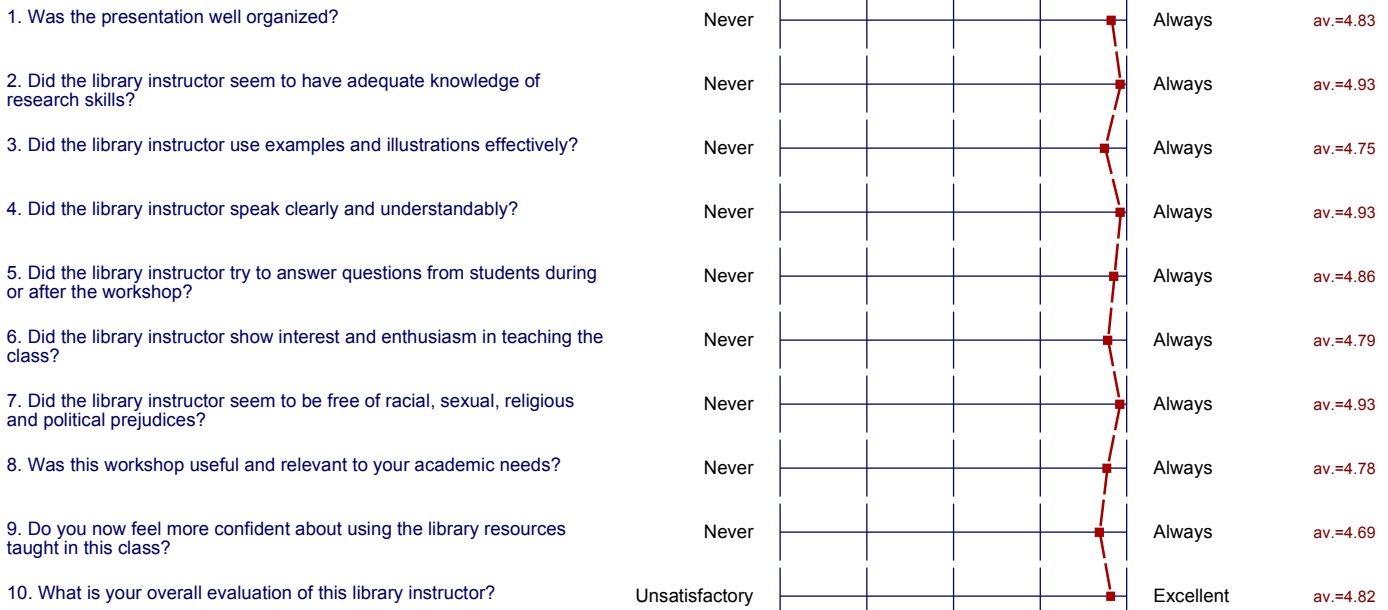 1. Was the presentation well organized? Never Always av.=4.83
2. Did the library instructor seem to have adequate knowledge of
research skills? Never Always av.=4.93
3. Did the library instructor use examples and illustrations effectively? Never Always av.=4.75
4. Did the library instructor speak clearly and understandably? Never Always av.=4.93
5. Did the library instructor try to answer questions from students during
or after the workshop? Never Always av.=4.86
6. Did the library instructor show interest and enthusiasm in teaching the
class? Never Always av.=4.79
7. Did the library instructor seem to be free of racial, sexual, religious
and political prejudices? Never Always av.=4.93
8. Was this workshop useful and relevant to your academic needs? Never Always av.=4.78
9. Do you now feel more confident about using the library resources
taught in this class? Never Always av.=4.69
10. What is your overall evaluation of this library instructor? Unsatisfactory Excellent av.=4.82